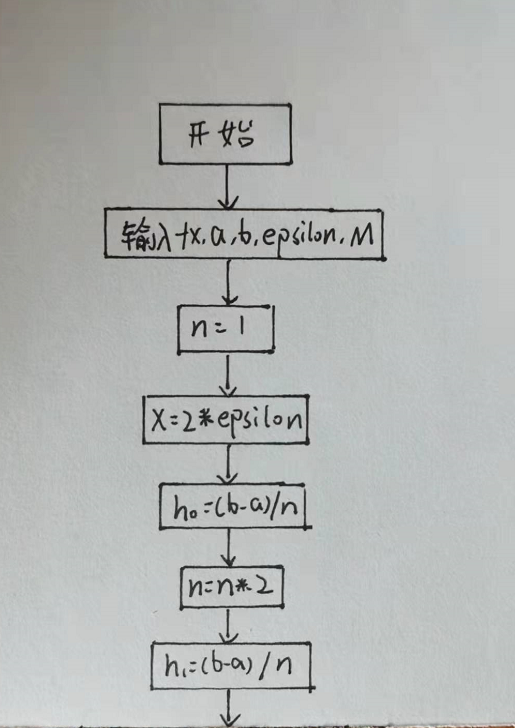 开始
输入fx,a,b,epsilon,M
n=1
x=2*epsilon
h₀=(b-a)/n
n=n*2
h₁=(b-a)/n